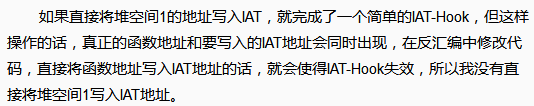 如果直接将堆空间1的地址写入IAT，就完成了一个简单的IAT-Hook，但这样
操作的话，真正的函数地址和要写入的IAT地址会同时出现，在反汇编中修改代
码，直接将函数地址写入IAT地址的话，就会使得IAT-Hook失效，所以我没有直
接将堆空间1写入IAT地址。